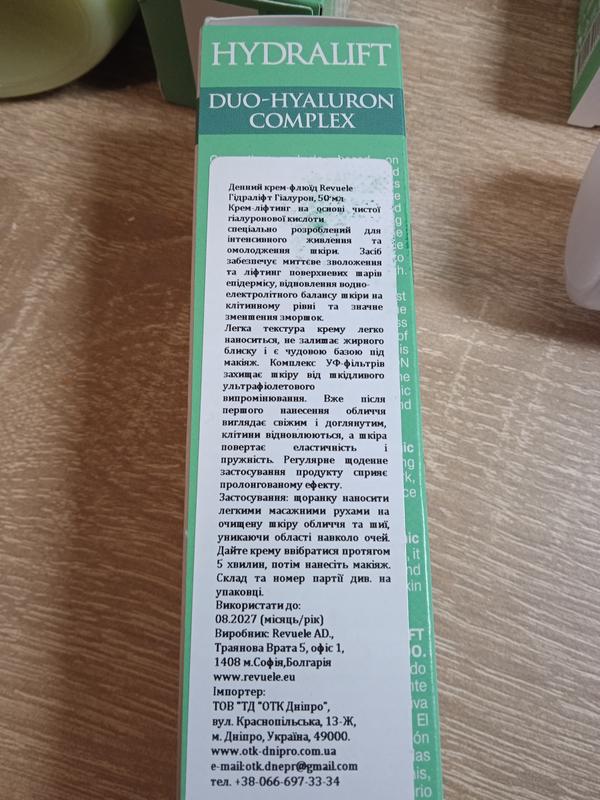 HYDRALIFT
DUO-HYALURON
COMPLEX
Денний крем-флюїд Revuele
Гідраліфт Гіалурон, 50 мл
Крем-ліфтинг на основі чистої
гіалуронової кислоти
спеціально розроблений для
інтенсивного живлення та
омолодження шкіри. Засіб
забезпечує миттєве зволоження
та ліфтинг поверхневих шарів
епідермісу, відновлення водно-
електролітного балансу шкіри на
клітинному рівні та значне
зменшення зморшок.
Легка текстура крему легко
наноситься, не залишає жирного
блиску і є чудовою базою під
макіяж. Комплекс УФ-фільтрів
захищає шкіру від шкідливого
ультрафіолетового
випромінювання. Вже після
першого нанесення обличчя
виглядає свіжим і доглянутим,
клітини відновлюються, а шкіра
повертає еластичність і
пружність. Регулярне щоденне
застосування продукту сприяє
пролонгованому ефекту.
Застосування: щоранку наносити
легкими масажними рухами на
очищену шкіру обличчя та шиї,
уникаючи області навколо очей.
Дайте крему ввібратися протягом
5 хвилин, потім нанесіть макіяж.
Склад та номер партії див. на
упаковці.
Використати до:
08.2027 (місяць/рік)
Виробник: Revuele AD.,
Траянова Врата 5, офіс 1,
1408 м.Софія,Болгарія
www.revuele.eu
Імпортер:
ТОВ "ТД "ОТК Дніпро",
вул. Краснопільська, 13-Ж,
м. Дніпро, Україна, 49000.
www.otk-dnipro.com.ua
e-mail:otk.dnepr@gmail.com
тел. +38-066-697-33-34